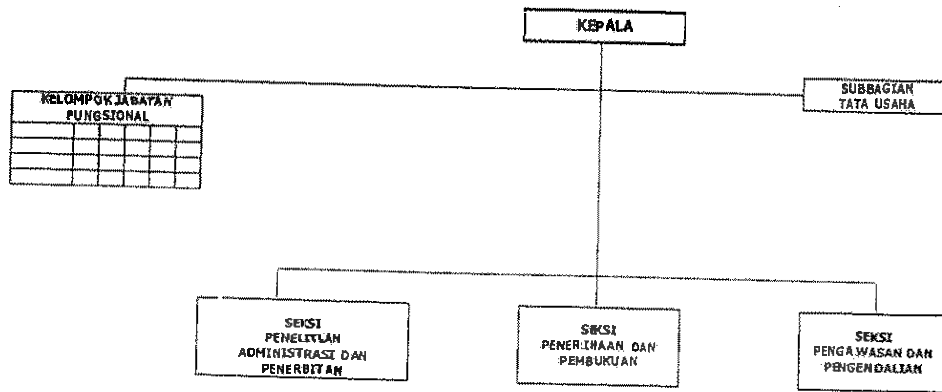 KEPALA
KELOMPOK JABATAN
FUNGSIONAL
SUBBAGIAN
TATA USAHA
SEKSI
PENELITIAN
ADMINISTRASI DAN
PENERBITAN
SEKSI
PENERIMAAN DAN
PEMBUKUAN
SEKSI
PENGAWASAN DAN
PENGENDALIAN